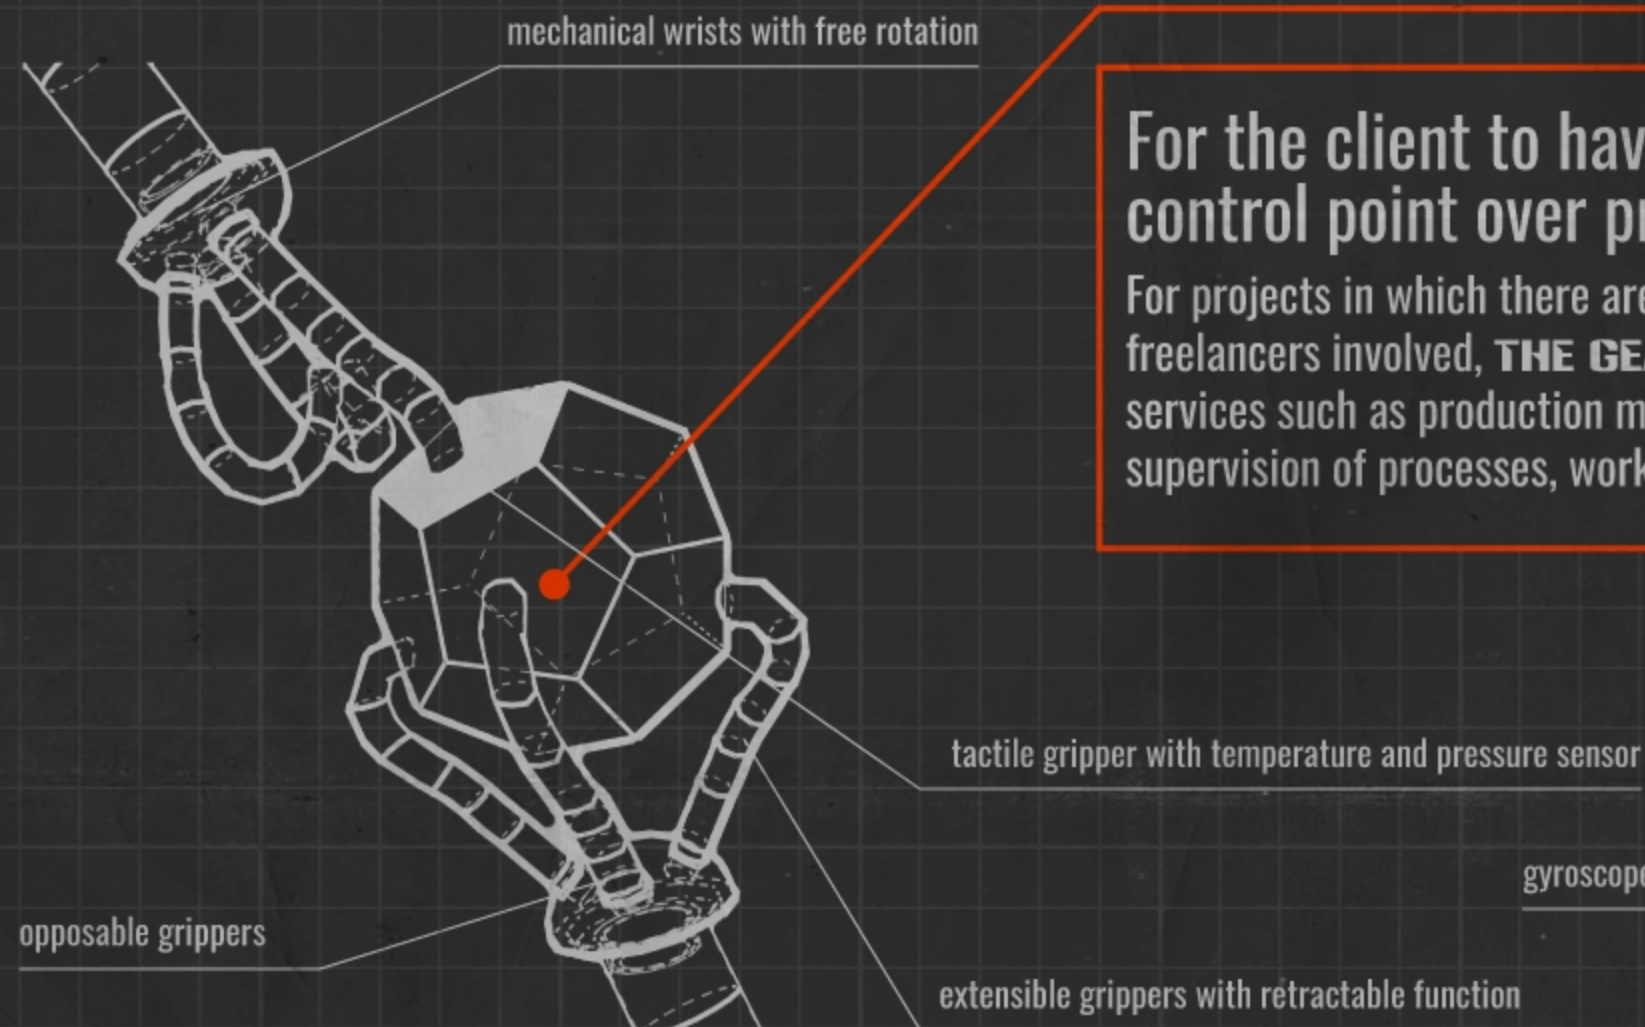 mechanical wrists with free rotation
For the client to hav
control point over pr
For projects in which there are
freelancers involved, THE GEA
services such as production m
supervision of processes, work
tactile gripper with temperature and pressure sensor
gyroscope
opposable grippers
extensible grippers with retractable function